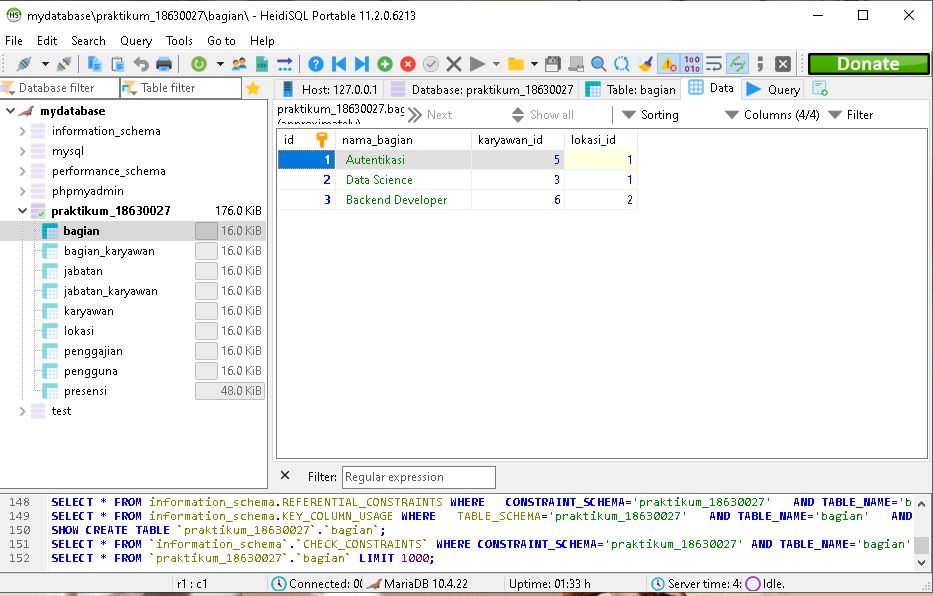 mydatabase\praktikum_18630027\bagian\ - HeidiSQL Portable 11.2.0.6213
File Edit Search Query Tools Go to Help
Donate
Database filter Table filter
Host: 127.0.0.1 Database: praktikum_18630027 Table: bagian Data Query
praktikum_18630027.bag Next Show all Sorting Columns (4/4) Filter
(approximately)
mydatabase
information_schema
mysql
performance_schema
phpmyadmin
praktikum_18630027 176.0 KiB
bagian 16.0 KiB
bagian_karyawan 16.0 KiB
jabatan 16.0 KiB
jabatan_karyawan 16.0 KiB
karyawan 16.0 KiB
lokasi 16.0 KiB
penggajian 16.0 KiB
pengguna 16.0 KiB
presensi 48.0 KiB
test
id nama_bagian karyawan_id lokasi_id
1 Autentikasi 5 1
2 Data Science 3 1
3 Backend Developer 6 2
Filter: Regular expression
148 SELECT * FROM information_schema.REFERENTIAL_CONSTRAINTS WHERE CONSTRAINT_SCHEMA='praktikum_18630027' AND TABLE_NAME='b
149 SELECT * FROM information_schema.KEY_COLUMN_USAGE WHERE TABLE_SCHEMA='praktikum_18630027' AND TABLE_NAME='bagian' AND
150 SHOW CREATE TABLE `praktikum_18630027`.`bagian`;
151 SELECT * FROM `information_schema`.`CHECK_CONSTRAINTS` WHERE CONSTRAINT_SCHEMA='praktikum_18630027' AND TABLE_NAME='bagian'
152 SELECT * FROM `praktikum_18630027`.`bagian` LIMIT 1000;
r1 : c1 Connected: 0( MariaDB 10.4.22 Uptime: 01:33 h Server time: 4: Idle.